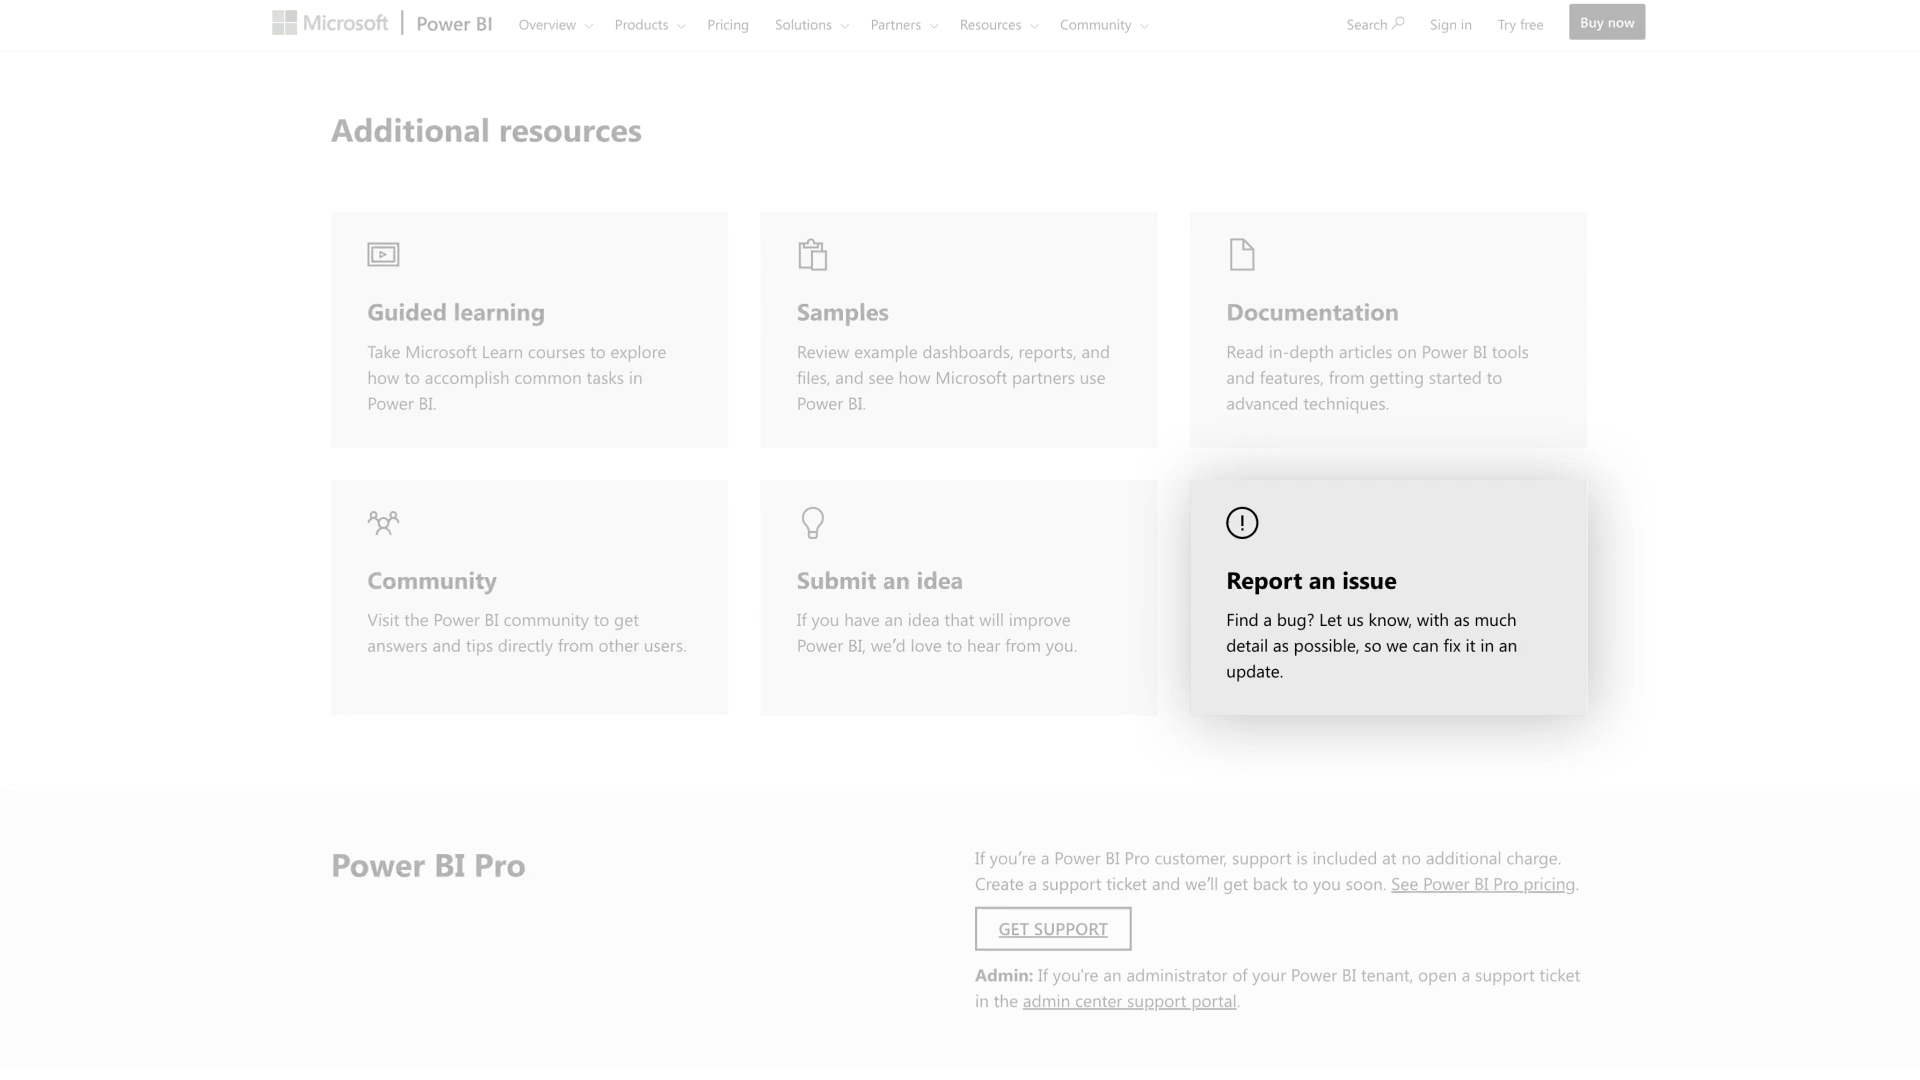 Microsoft | Power BI Overview Products Pricing Solutions Partners Resources Community Search Sign in Try free Buy now
Additional resources
Guided learning
Take Microsoft Learn courses to explore
how to accomplish common tasks in
Power BI.
Samples
Review example dashboards, reports, and
files, and see how Microsoft partners use
Power BI.
Documentation
Read in-depth articles on Power BI tools
and features, from getting started to
advanced techniques.
Community
Visit the Power BI community to get
answers and tips directly from other users.
Submit an idea
If you have an idea that will improve
Power BI, we’d love to hear from you.
Report an issue
Find a bug? Let us know, with as much
detail as possible, so we can fix it in an
update.
Power BI Pro
If you’re a Power BI Pro customer, support is included at no additional charge.
Create a support ticket and we’ll get back to you soon. See Power BI Pro pricing.
GET SUPPORT
Admin: If you're an administrator of your Power BI tenant, open a support ticket
in the admin center support portal.